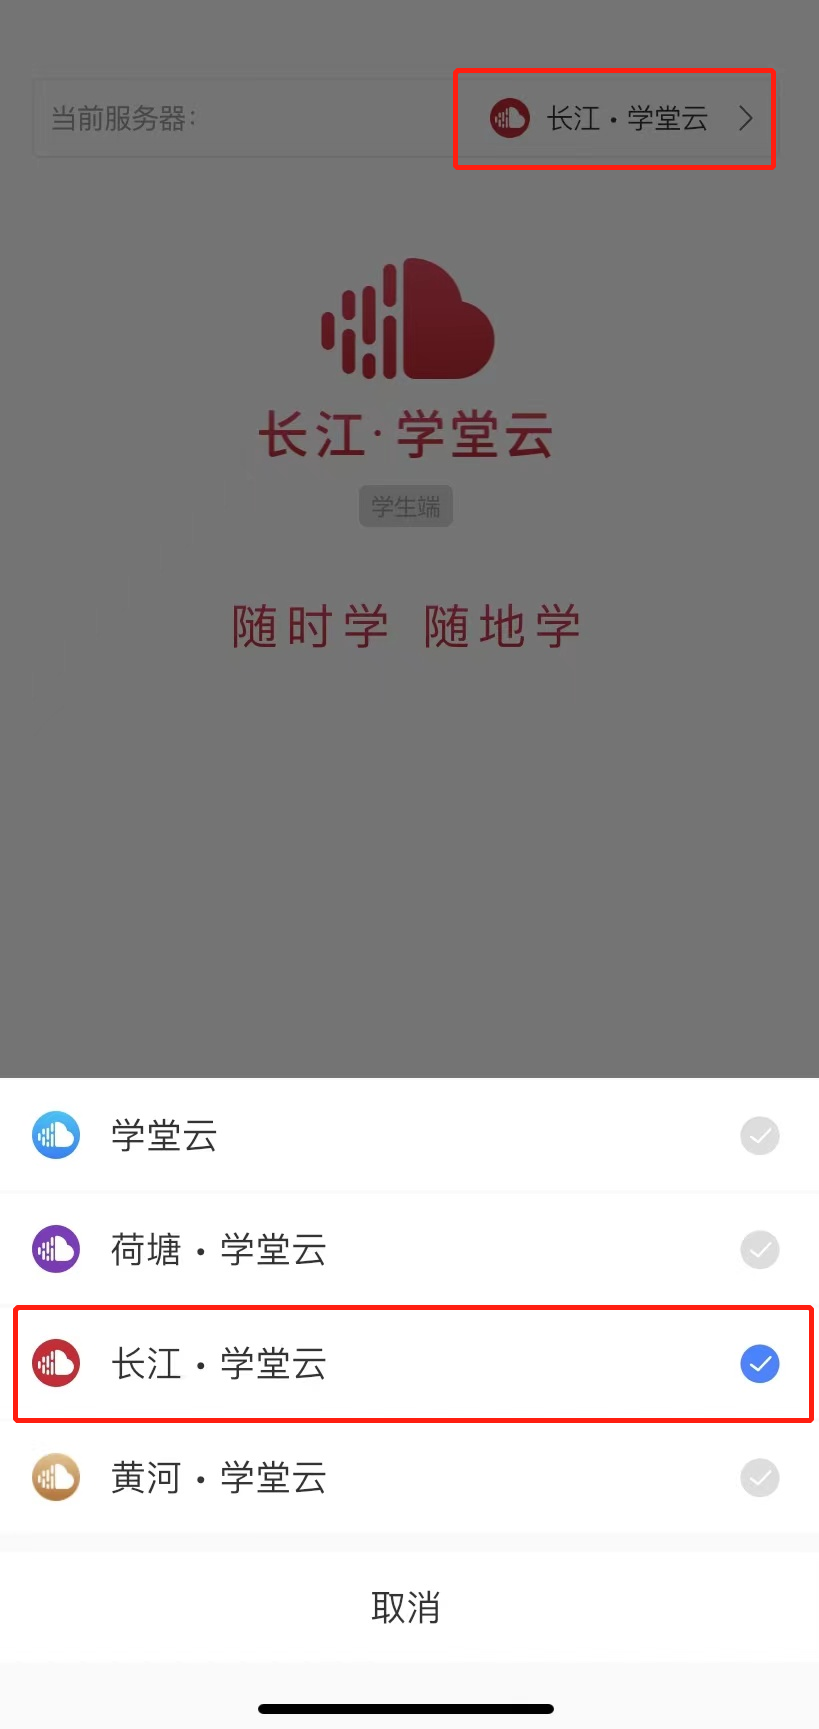 当前服务器：
长江・学堂云
长江·学堂云
学生端
随时学 随地学
学堂云
荷塘・学堂云
长江・学堂云
黄河・学堂云
取消